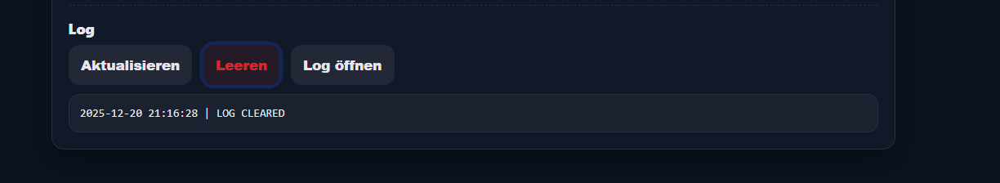 Log
Aktualisieren Leeren Log öffnen
2025-12-20 21:16:28 | LOG CLEARED